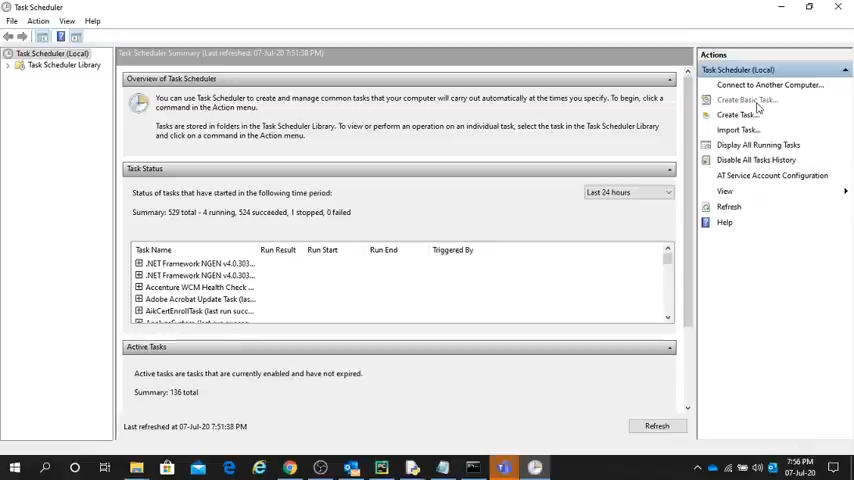 Task Scheduler
File Action View Help
Task Scheduler (Local)
Task Scheduler Library
Task Scheduler Summary (Last refreshed: 07-Jul-20 7:51:38 PM)
Overview of Task Scheduler
You can use Task Scheduler to create and manage common tasks that your computer will carry out automatically at the times you specify. To begin, click a
command in the Action menu.
Tasks are stored in folders in the Task Scheduler Library. To view or perform an operation on an individual task, select the task in the Task Scheduler Library
and click on a command in the Action menu.
Task Status
Status of tasks that have started in the following time period:
Last 24 hours
Summary: 529 total - 4 running, 524 succeeded, 1 stopped, 0 failed
Task Name Run Result Run Start Run End Triggered By
.NET Framework NGEN v4.0.303...
.NET Framework NGEN v4.0.303...
Accenture WCM Health Check ...
Adobe Acrobat Update Task (las...
AikCertEnrollTask (last run succ...
Active Tasks
Active tasks are tasks that are currently enabled and have not expired.
Summary: 136 total
Last refreshed at 07-Jul-20 7:51:38 PM
Refresh
Actions
Task Scheduler (Local)
Connect to Another Computer...
Create Basic Task...
Create Task...
Import Task...
Display All Running Tasks
Disable All Tasks History
AT Service Account Configuration
View
Refresh
Help
7:56 PM
07-Jul-20